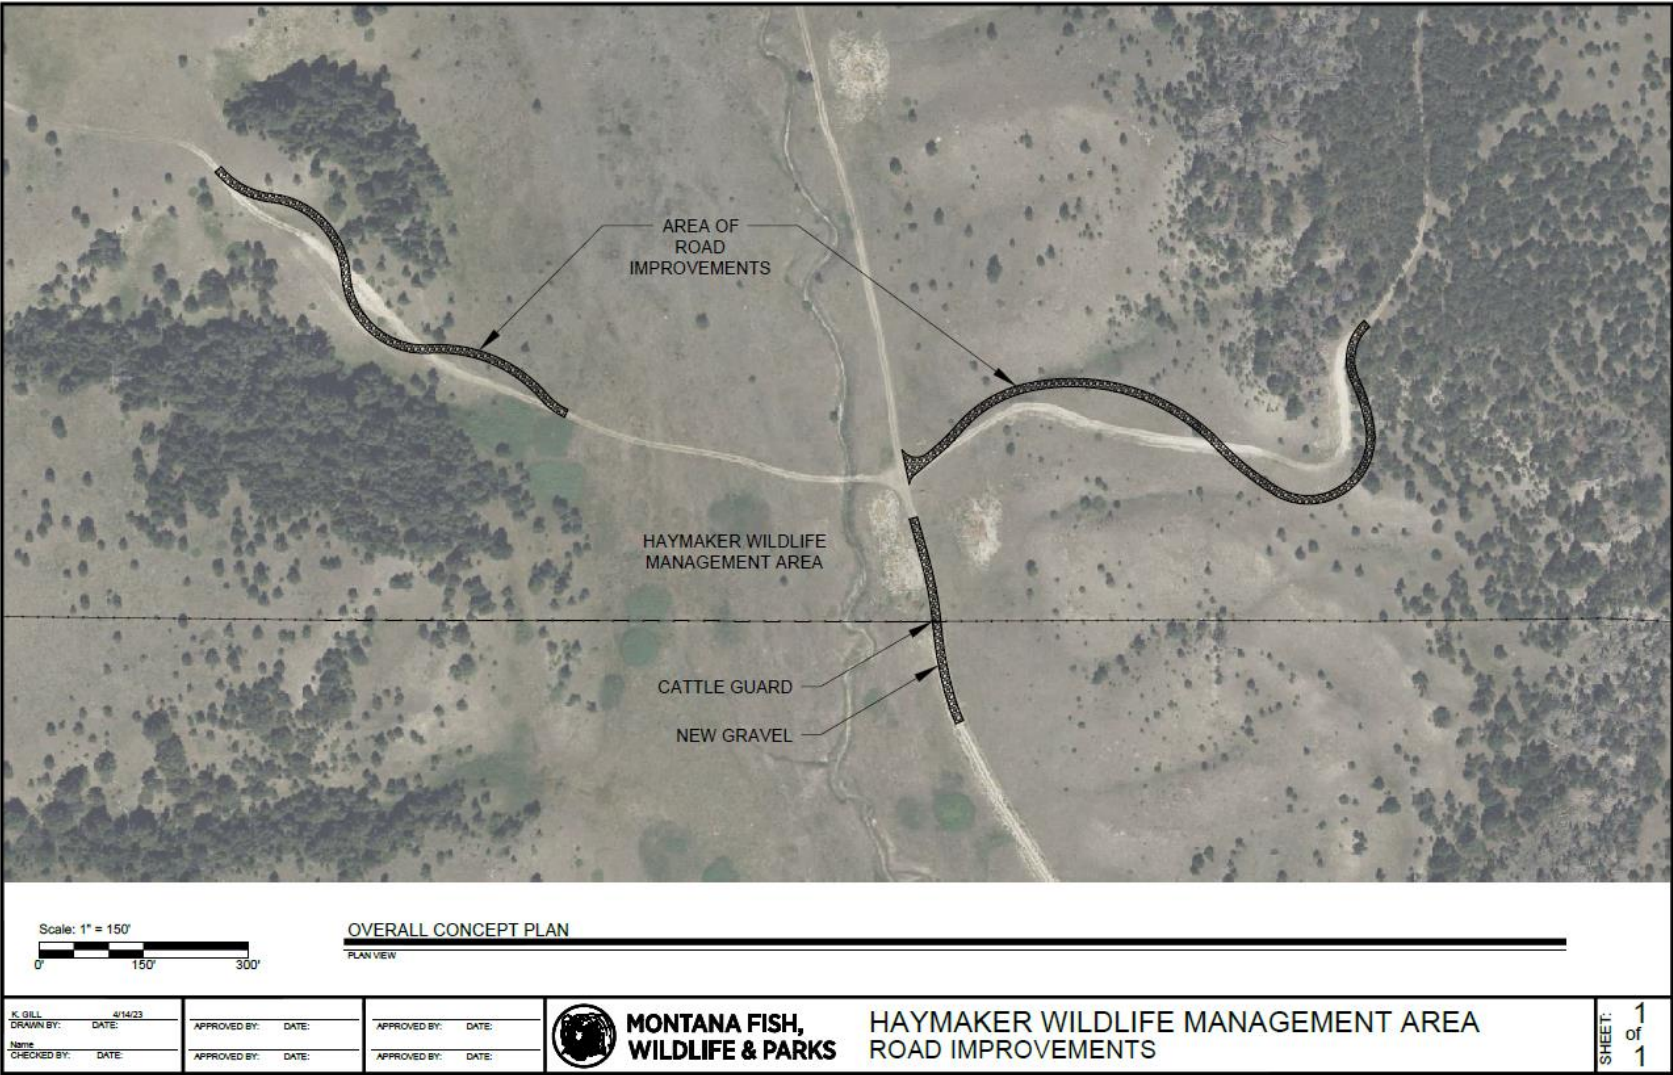 AREA OF
ROAD
IMPROVEMENTS
HAYMAKER WILDLIFE
MANAGEMENT AREA
CATTLE GUARD
NEW GRAVEL
Scale: 1" = 150'
0' 150' 300'
OVERALL CONCEPT PLAN
PLAN VIEW
K. GILL 4/14/23
DRAWN BY: DATE:
Name
CHECKED BY: DATE:
APPROVED BY: DATE:
APPROVED BY: DATE:
APPROVED BY: DATE:
APPROVED BY: DATE:
MONTANA FISH,
WILDLIFE & PARKS
HAYMAKER WILDLIFE MANAGEMENT AREA
ROAD IMPROVEMENTS
SHEET:
1
of
1